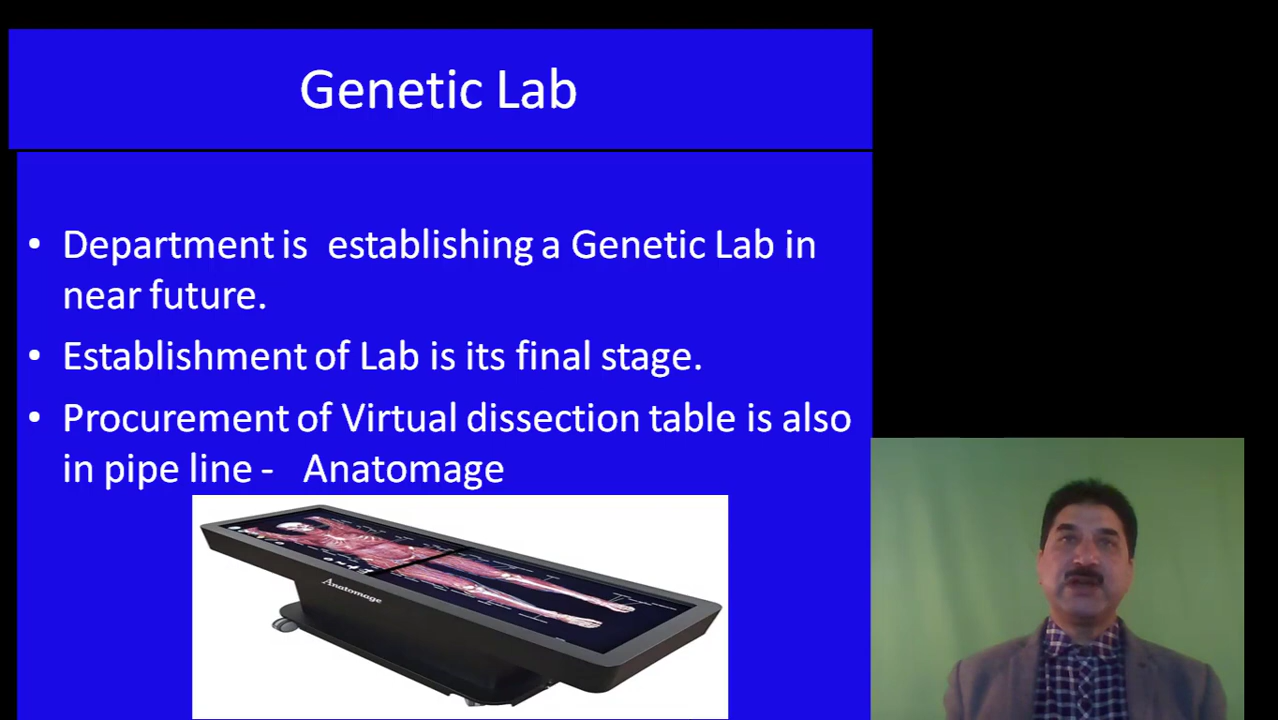 Genetic Lab
• Department is establishing a Genetic Lab in
near future.
• Establishment of Lab is its final stage.
• Procurement of Virtual dissection table is also
in pipe line - Anatomage
Anatomage